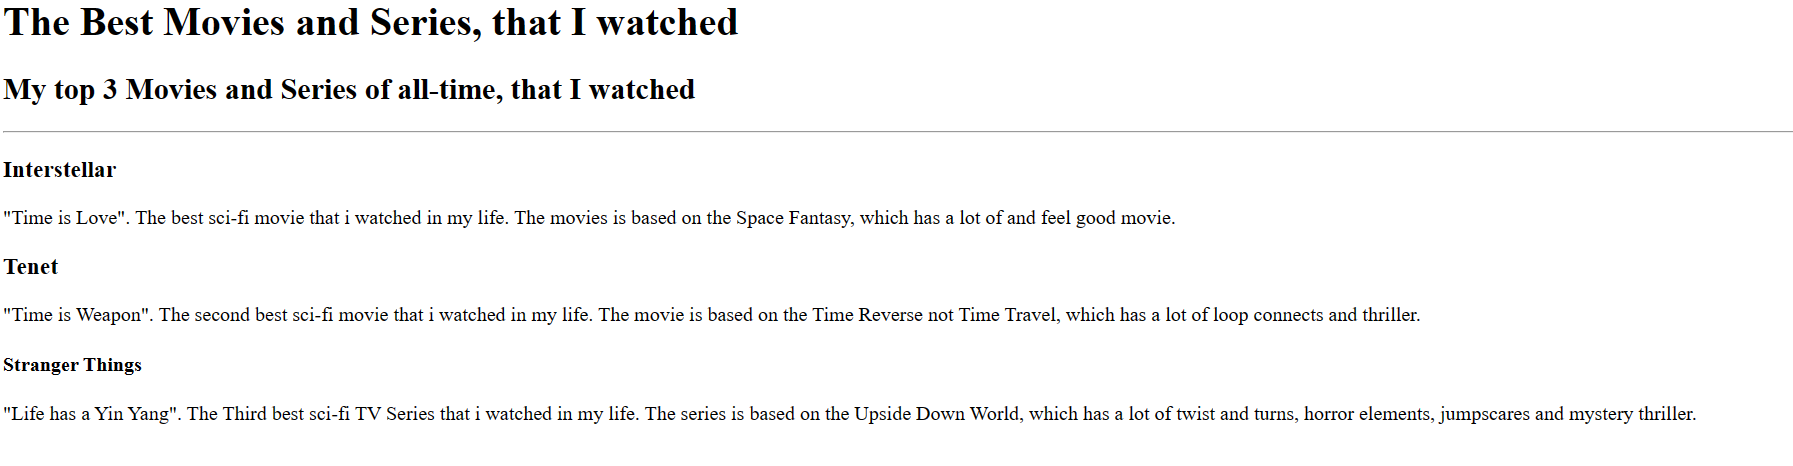 The Best Movies and Series, that I watched
My top 3 Movies and Series of all-time, that I watched
Interstellar
"Time is Love". The best sci-fi movie that i watched in my life. The movies is based on the Space Fantasy, which has a lot of and feel good movie.
Tenet
"Time is Weapon". The second best sci-fi movie that i watched in my life. The movie is based on the Time Reverse not Time Travel, which has a lot of loop connects and thriller.
Stranger Things
"Life has a Yin Yang". The Third best sci-fi TV Series that i watched in my life. The series is based on the Upside Down World, which has a lot of twist and turns, horror elements, jumpscares and mystery thriller.